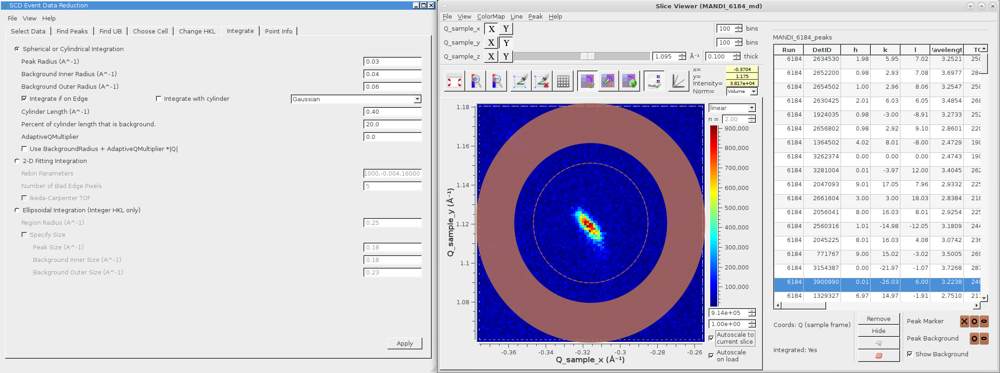 SCD Event Data Reduction
File View Help
Select Data Find Peaks Find UB Choose Cell Change HKL Integrate Point Info
Spherical or Cylindrical Integration
Peak Radius (A^-1) 0.03
Background Inner Radius (A^-1) 0.04
Background Outer Radius (A^-1) 0.06
Integrate if on Edge Integrate with cylinder Gaussian
Cylinder Length (A^-1) 0.40
Percent of cylinder length that is background. 20.0
AdaptiveQMultiplier 0.0
Use BackgroundRadius + AdaptiveQMultiplier *|Q|
2-D Fitting Integration
Rebin Parameters 1000,-0.004,16000
Number of Bad Edge Pixels 5
Ikeda-Carpenter TOF
Ellipsoidal Integration (Integer HKL only)
Region Radius (A^-1) 0.25
Specify Size
Peak Size (A^-1) 0.18
Background Inner Size (A^-1) 0.18
Background Outer Size (A^-1) 0.23
Apply
Slice Viewer (MANDI_6184_md)
File View ColorMap Line Peak Help
Q_sample_x X Y 100 bins
Q_sample_y X Y 100 bins
Q_sample_z X Y 1.095 Å⁻¹ 0.100 thick
Peak
x= -0.3704
y= 1.175
Intensity= 3.817e+04
Norm= Volume
1.18
1.16
1.14
1.12
1.1
1.08
Q_sample_y (Å⁻¹)
-0.36 -0.34 -0.32 -0.3 -0.28 -0.26
Q_sample_x (Å⁻¹)
linear
n = 2.00
900,000
800,000
700,000
600,000
500,000
400,000
300,000
200,000
100,000
9.14e+05
1.00e+00
Autoscale to
current slice
Autoscale
on load
MANDI_6184_peaks
Run DetID h k l avelengt TO
6184 2634530 1.98 5.95 7.02 3.2521 250
6184 2652200 0.98 2.93 7.08 3.6977 284
6184 2654502 1.00 2.96 8.06 3.2547 250
6184 2630425 2.01 6.03 6.05 3.4854 268
6184 1924035 0.98 -3.00 -8.91 3.2733 252
6184 2656802 0.98 2.92 9.10 2.8601 220
6184 1364502 4.02 8.01 -8.00 2.4729 190
6184 3262374 0.00 0.00 0.00 2.4743 190
6184 3281004 0.01 -3.97 12.00 3.4045 262
6184 2047093 9.01 17.05 7.96 2.9332 225
6184 2661604 3.00 3.00 18.03 2.8384 218
6184 2056041 8.00 16.03 8.01 2.9254 225
6184 2560316 1.01 -14.98 -12.05 3.1809 244
6184 2045225 8.01 16.03 4.08 3.0742 236
6184 771767 9.00 15.02 -3.02 3.5005 269
6184 3154387 0.00 -21.97 -1.07 3.7268 287
6184 3900990 0.01 -26.03 6.00 3.2238 248
6184 1329327 6.97 14.97 -1.91 2.7510 211
Coords: Q (sample frame)
Integrated: Yes
Remove
Hide
hkl
Peak Marker
Peak Background
Show Background